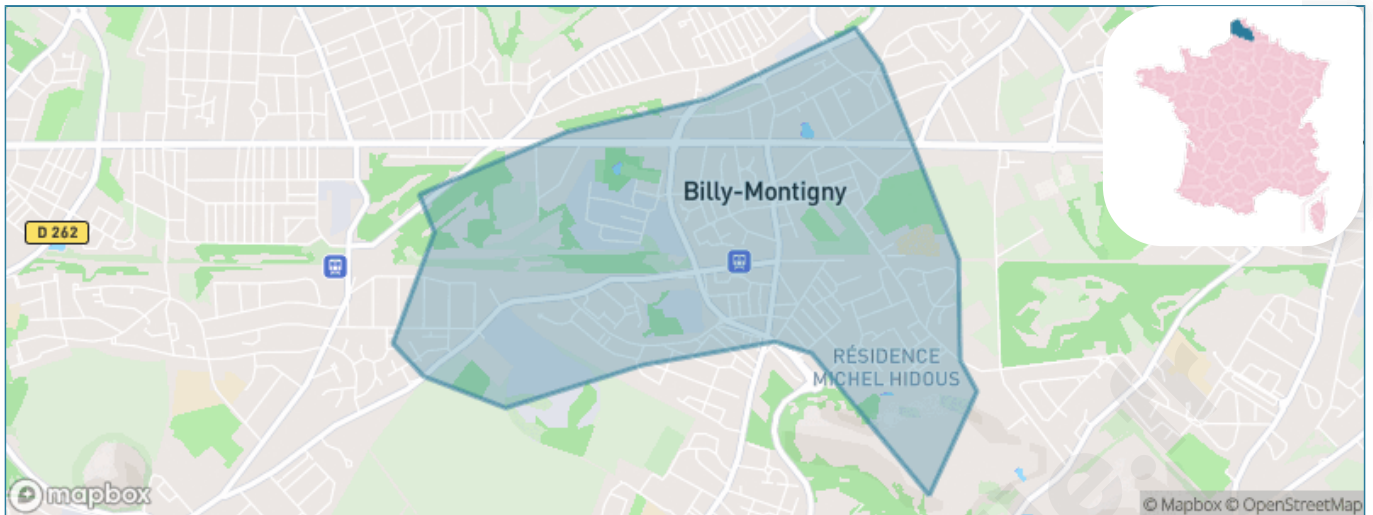 Billy-Montigny
D 262
RÉSIDENCE
MICHEL HIDOUS
mapbox
© Mapbox © OpenStreetMap